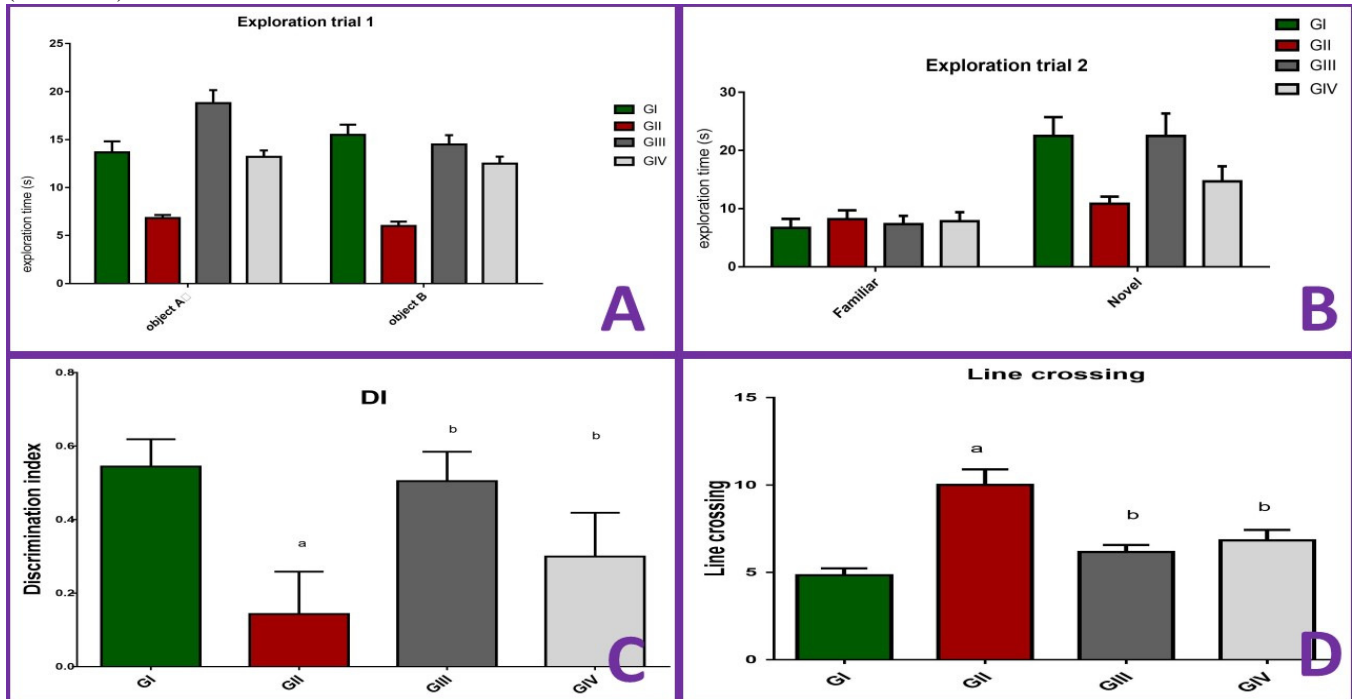 Exploration trial 1
25
20
15
10
5
0
exploration time (s)
object A
object B
GI
GII
GIII
GIV
A
Exploration trial 2
30
20
10
0
exploration time (s)
Familiar
Novel
GI
GII
GIII
GIV
B
DI
0.8
0.6
0.4
0.2
0.0
Discrimination index
a
b
b
GI
GII
GIII
GIV
C
Line crossing
15
10
5
0
Line crossing
a
b
b
GI
GII
GIII
GIV
D